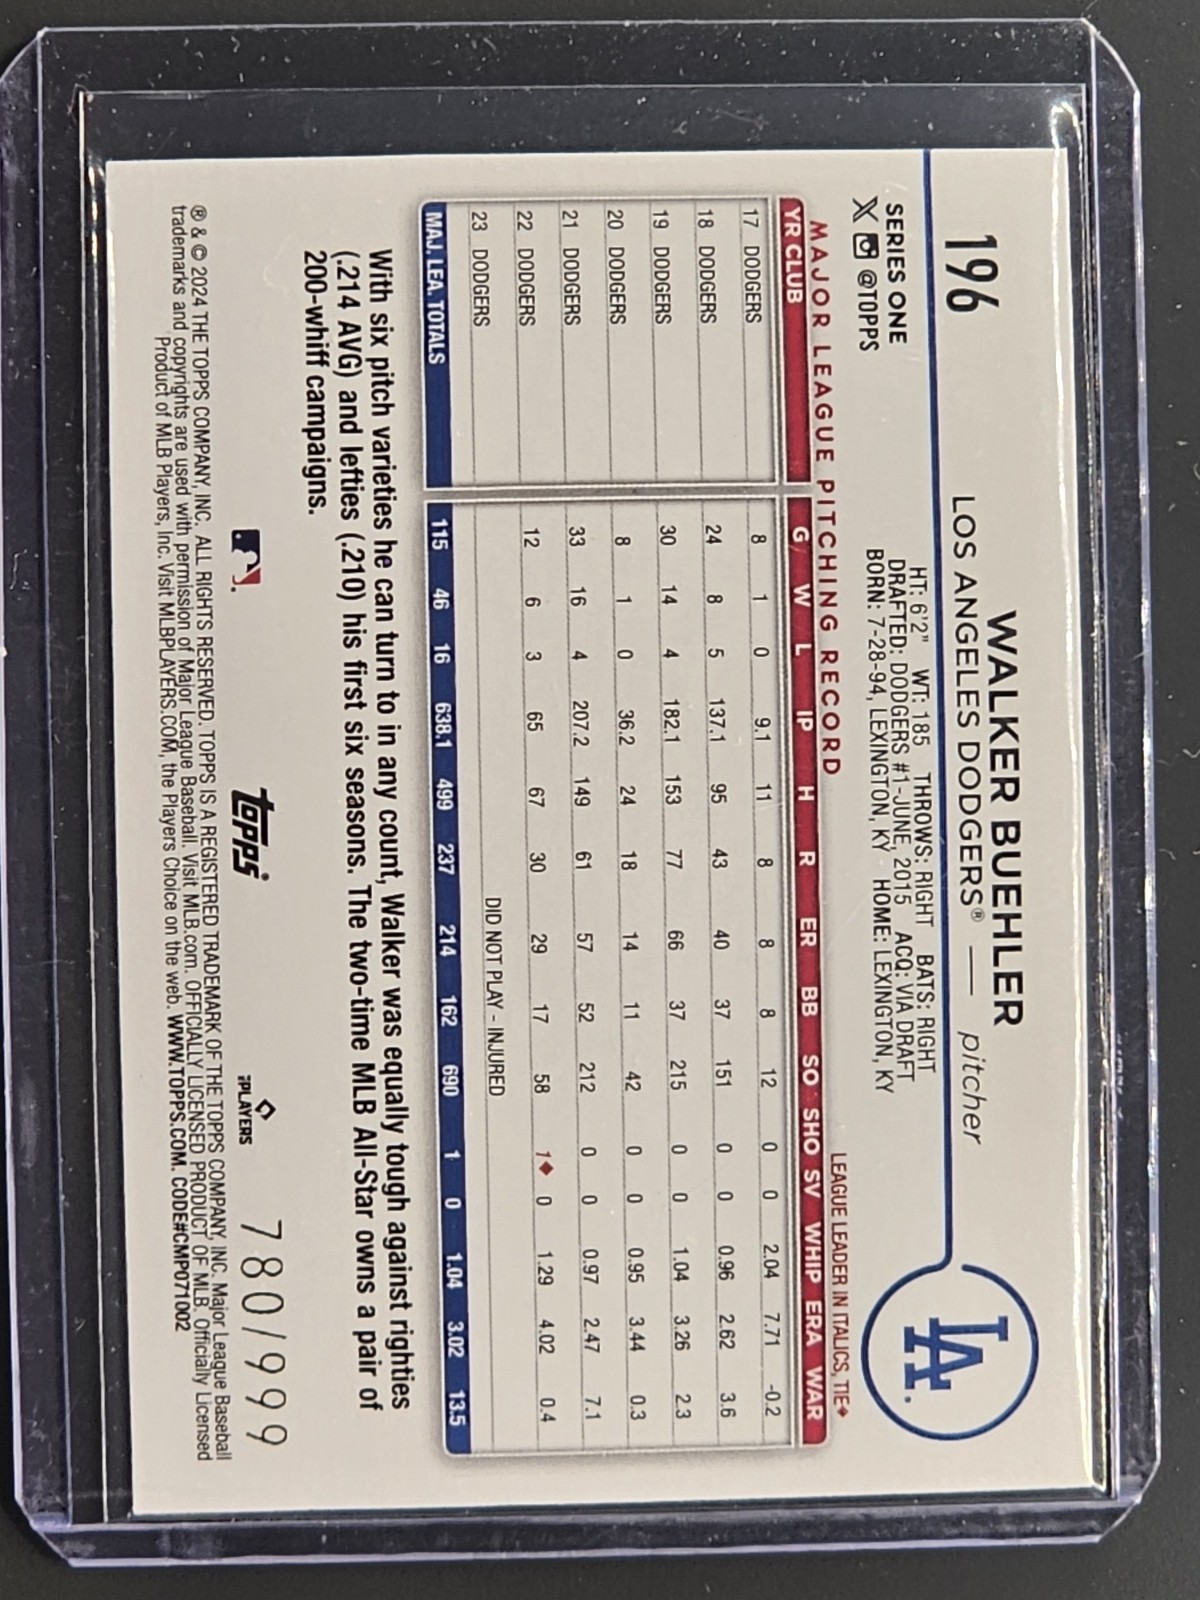 196
WALKER BUEHLER
LOS ANGELES DODGERS® — pitcher
LA
SERIES ONE
X @TOPPS
HT: 6'2" WT: 185 THROWS: RIGHT BATS: RIGHT
DRAFTED: DODGERS #1-JUNE 2015 ACQ: VIA DRAFT
BORN: 7-28-94, LEXINGTON, KY HOME: LEXINGTON, KY
MAJOR LEAGUE PITCHING RECORD LEAGUE LEADER IN ITALICS, TIE♦
YR CLUB G W L IP H R ER BB SO SHO SV WHIP ERA WAR
17 DODGERS 8 1 0 9.1 11 8 8 8 12 0 0 2.04 7.71 -0.2
18 DODGERS 24 8 5 137.1 95 43 40 37 151 0 0 0.96 2.62 3.6
19 DODGERS 30 14 4 182.1 153 77 66 37 215 0 0 1.04 3.26 2.3
20 DODGERS 8 1 0 36.2 24 18 14 11 42 0 0 0.95 3.44 0.3
21 DODGERS 33 16 4 207.2 149 61 57 52 212 0 0 0.97 2.47 7.1
22 DODGERS 12 6 3 65 67 30 29 17 58 1♦ 0 1.29 4.02 0.4
23 DODGERS DID NOT PLAY - INJURED
MAJ. LEA. TOTALS 115 46 16 638.1 499 237 214 162 690 1 0 1.04 3.02 13.5
With six pitch varieties he can turn to in any count, Walker was equally tough against righties
(.214 AVG) and lefties (.210) his first six seasons. The two-time MLB All-Star owns a pair of
200-whiff campaigns.
topps®
PLAYERS
780/999
® & © 2024 THE TOPPS COMPANY, INC. ALL RIGHTS RESERVED. TOPPS IS A REGISTERED TRADEMARK OF THE TOPPS COMPANY, INC. Major League Baseball
trademarks and copyrights are used with permission of Major League Baseball. Visit MLB.com. OFFICIALLY LICENSED PRODUCT OF MLB. Officially Licensed
Product of MLB Players, Inc. Visit MLBPLAYERS.COM, the Players Choice on the web. WWW.TOPPS.COM. CODE#CMP071002